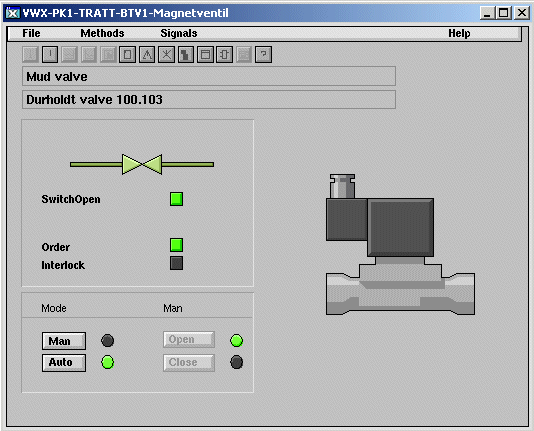 VWX-PK1-TRATT-BTV1-Magnetventil
File Methods Signals Help
Mud valve
Durholdt valve 100.103
SwitchOpen
Order
Interlock
Mode Man
Man Open
Auto Close